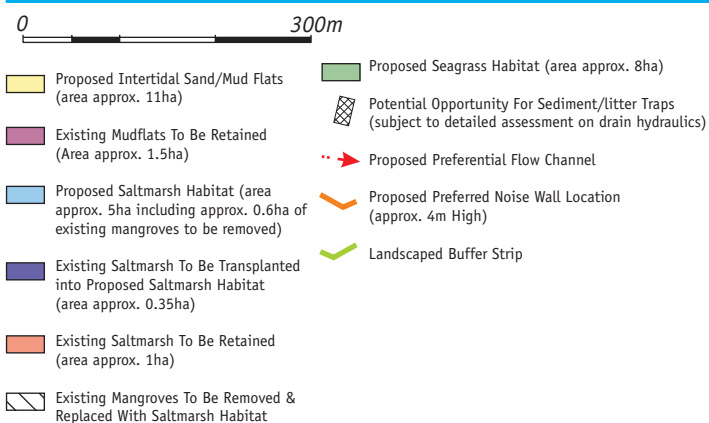 0 300m
Proposed Intertidal Sand/Mud Flats
(area approx. 11ha)
Existing Mudflats To Be Retained
(Area approx. 1.5ha)
Proposed Saltmarsh Habitat (area
approx. 5ha including approx. 0.6ha of
existing mangroves to be removed)
Existing Saltmarsh To Be Transplanted
into Proposed Saltmarsh Habitat
(area approx. 0.35ha)
Existing Saltmarsh To Be Retained
(area approx. 1ha)
Existing Mangroves To Be Removed &
Replaced With Saltmarsh Habitat
Proposed Seagrass Habitat (area approx. 8ha)
Potential Opportunity For Sediment/litter Traps
(subject to detailed assessment on drain hydraulics)
Proposed Preferential Flow Channel
Proposed Preferred Noise Wall Location
(approx. 4m High)
Landscaped Buffer Strip